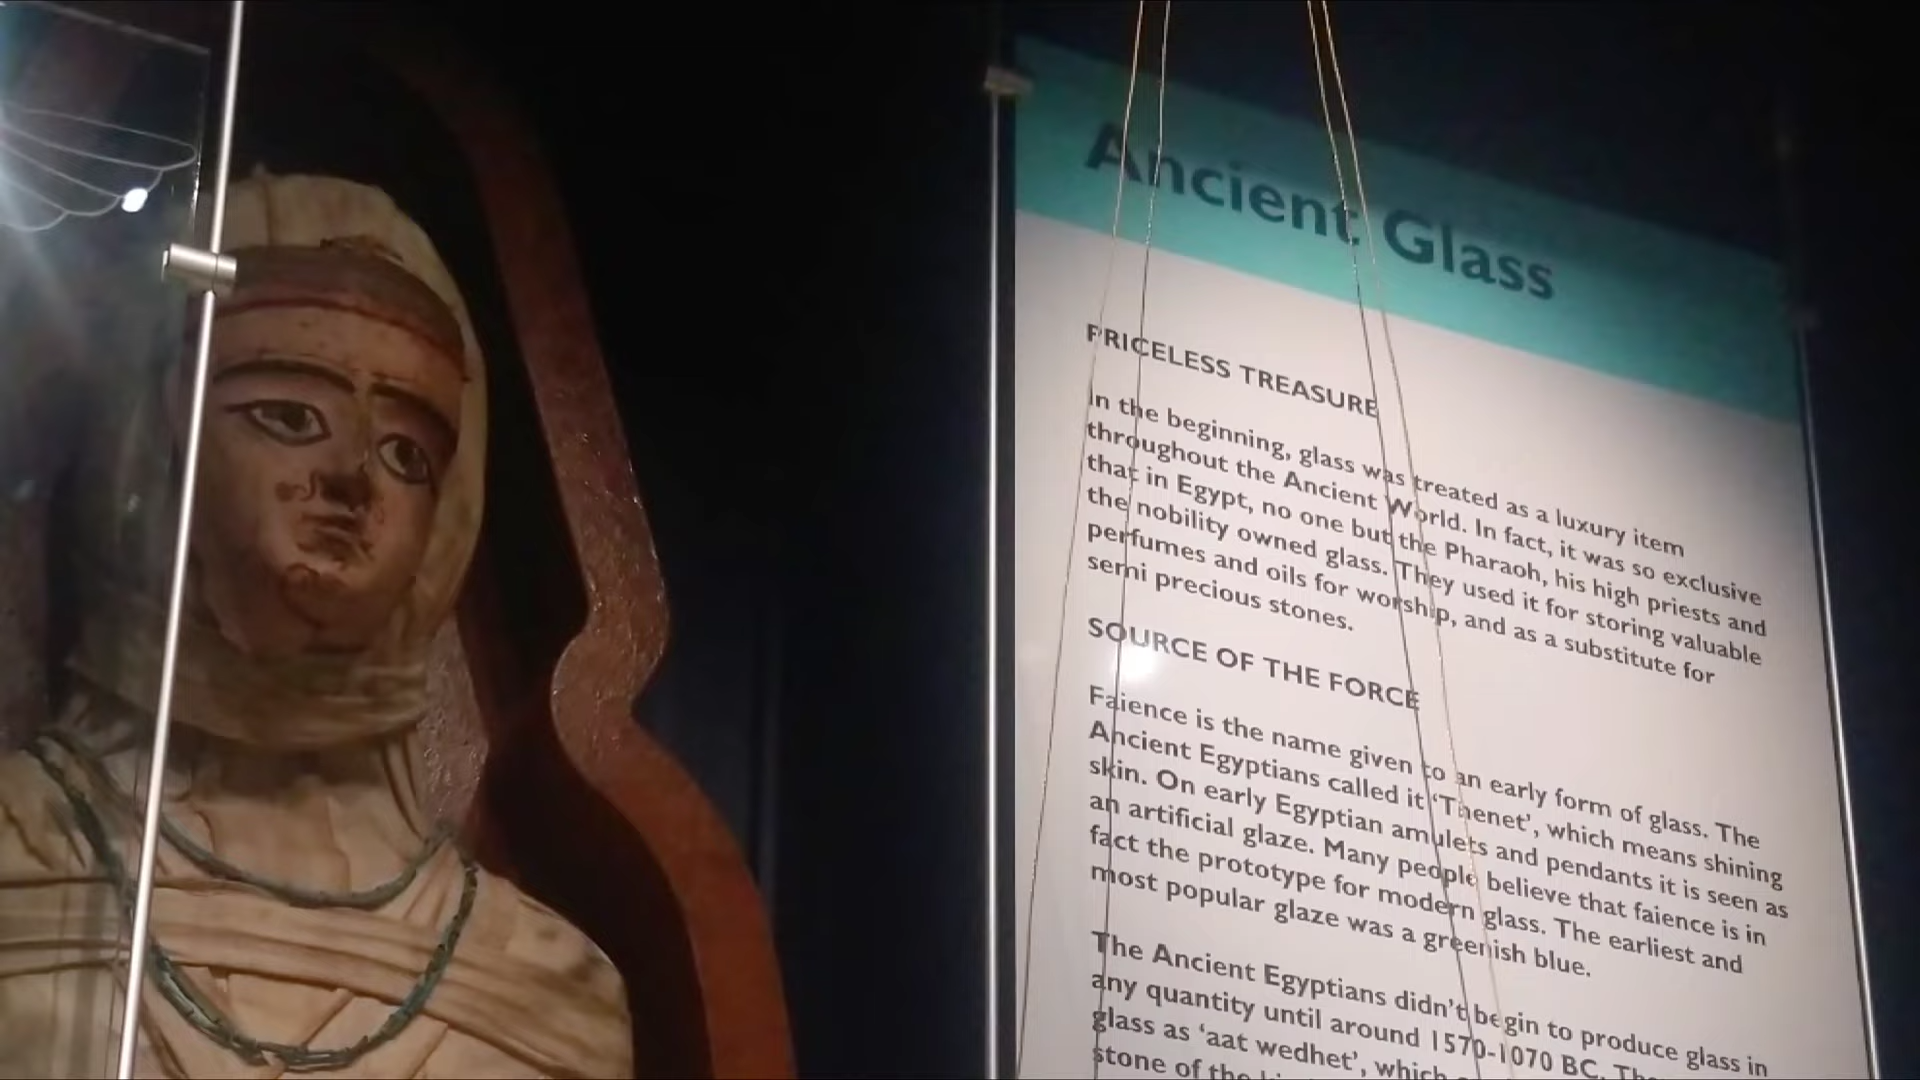 Ancient Glass
PRICELESS TREASURE
In the beginning, glass was treated as a luxury item
throughout the Ancient World. In fact, it was so exclusive
that in Egypt, no one but the Pharaoh, his high priests and
the nobility owned glass. They used it for storing valuable
perfumes and oils for worship, and as a substitute for
semi precious stones.
SOURCE OF THE FORCE
Faience is the name given to an early form of glass. The
Ancient Egyptians called it 'Thenet', which means shining
skin. On early Egyptian amulets and pendants it is seen as
an artificial glaze. Many people believe that faience is in
fact the prototype for modern glass. The earliest and
most popular glaze was a greenish blue.
The Ancient Egyptians didn't begin to produce glass in
any quantity until around 1570-1070 BC.
glass as 'aat wedhet', which
stone of the